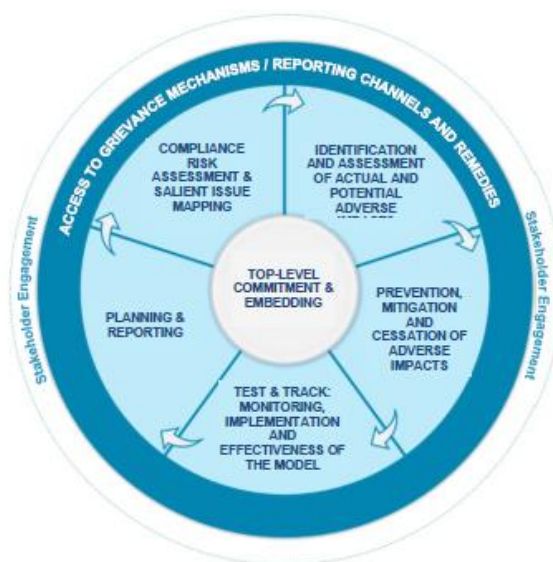 ACCESS TO GRIEVANCE MECHANISMS / REPORTING CHANNELS AND REMEDIES
COMPLIANCE
RISK
ASSESSMENT &
SALIENT ISSUE
MAPPING
IDENTIFICATION
AND ASSESSMENT
OF ACTUAL AND
POTENTIAL
ADVERSE
Stakeholder Engagement
Stakeholder Engagement
TOP-LEVEL
COMMITMENT &
EMBEDDING
PLANNING &
REPORTING
PREVENTION,
MITIGATION
AND
CESSATION OF
ADVERSE
IMPACTS
TEST & TRACK:
MONITORING,
IMPLEMENTATION
AND
EFFECTIVENESS OF
THE MODEL